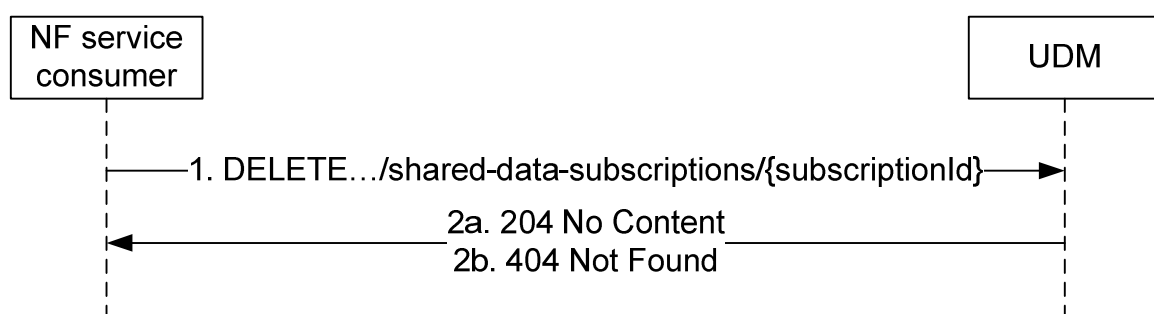 NF service
consumer
UDM
1. DELETE…/shared-data-subscriptions/{subscriptionId}
2a. 204 No Content
2b. 404 Not Found